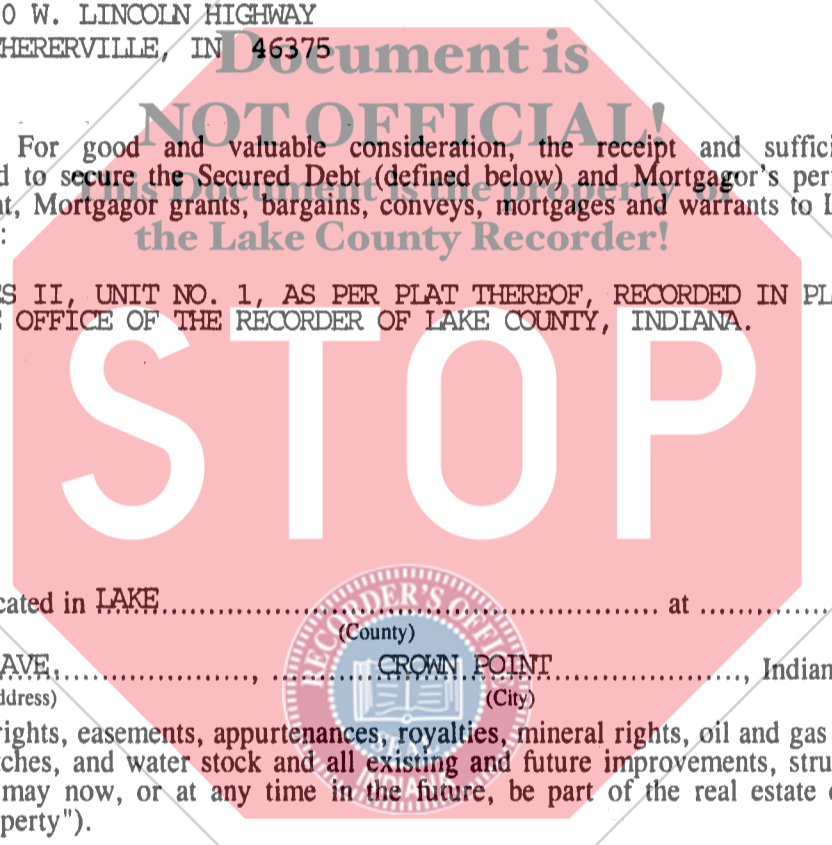 0 W. LINCOLN HIGHWAY
HERERVILLE, IN 46375
Document is
NOT OFFICIAL!
For good and valuable consideration, the receipt and suffici
d to secure the Secured Debt (defined below) and Mortgagor's per
This Document is the property of
t, Mortgagor grants, bargains, conveys, mortgages and warrants to L
:
the Lake County Recorder!
S II, UNIT NO. 1, AS PER PLAT THEREOF, RECORDED IN PL
OFFICE OF THE RECORDER OF LAKE COUNTY, INDIANA.
STOP
cated in LAKE at
(County)
AVE, , CROWN POINT , Indian
ddress) (City)
RECORDER'S OFFICE
SEAL
INDIANA
rights, easements, appurtenances, royalties, mineral rights, oil and gas
tches, and water stock and all existing and future improvements, stru
may now, or at any time in the future, be part of the real estate
perty").